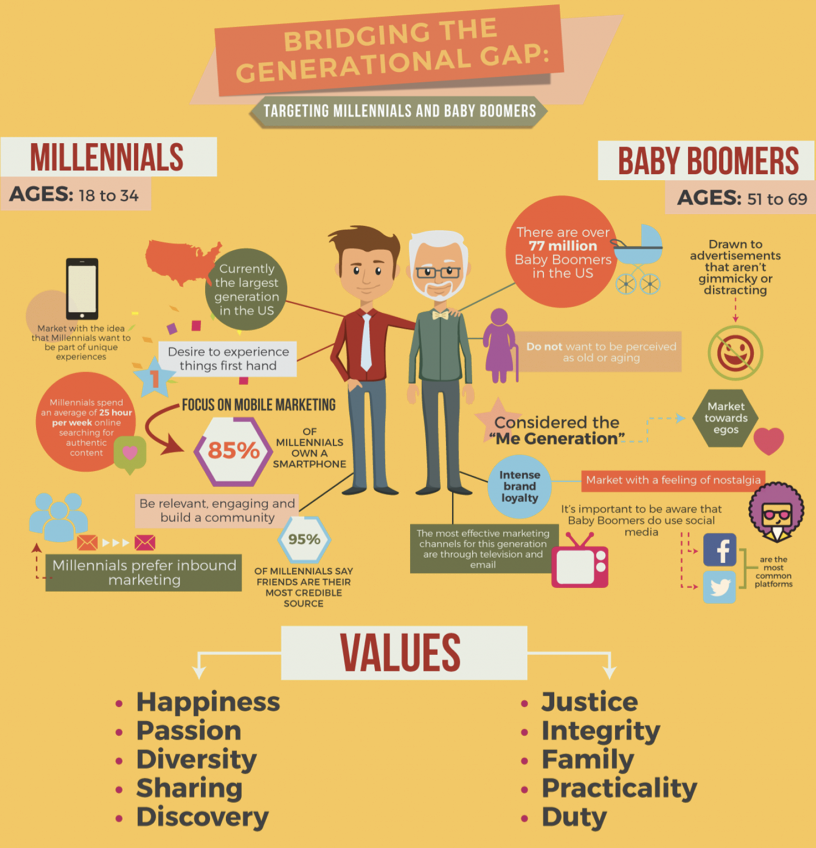 BRIDGING THE
GENERATIONAL GAP:
TARGETING MILLENNIALS AND BABY BOOMERS
MILLENNIALS
AGES: 18 to 34
Currently
the largest
generation
in the US
Market with the idea
that Millennials want to
be part of unique
experiences
Desire to experience
things first hand
1
Millennials spend
an average of 25 hour
per week online
searching for
authentic
content
FOCUS ON MOBILE MARKETING
85%
OF
MILLENNIALS
OWN A
SMARTPHONE
Be relevant, engaging and
build a community
95%
OF MILLENNIALS SAY
FRIENDS ARE THEIR
MOST CREDIBLE
SOURCE
Millennials prefer inbound
marketing
BABY BOOMERS
AGES: 51 to 69
There are over
77 million
Baby Boomers
in the US
Drawn to
advertisements
that aren't
gimmicky or
distracting
Do not want to be perceived
as old or aging
Considered the
“Me Generation”
Market
towards
egos
Intense
brand
loyalty
Market with a feeling of nostalgia
The most effective marketing
channels for this generation
are through television and
email
It's important to be aware that
Baby Boomers do use social
media
f
are the
most
common
platforms
VALUES
• Happiness
• Passion
• Diversity
• Sharing
• Discovery
• Justice
• Integrity
• Family
• Practicality
• Duty